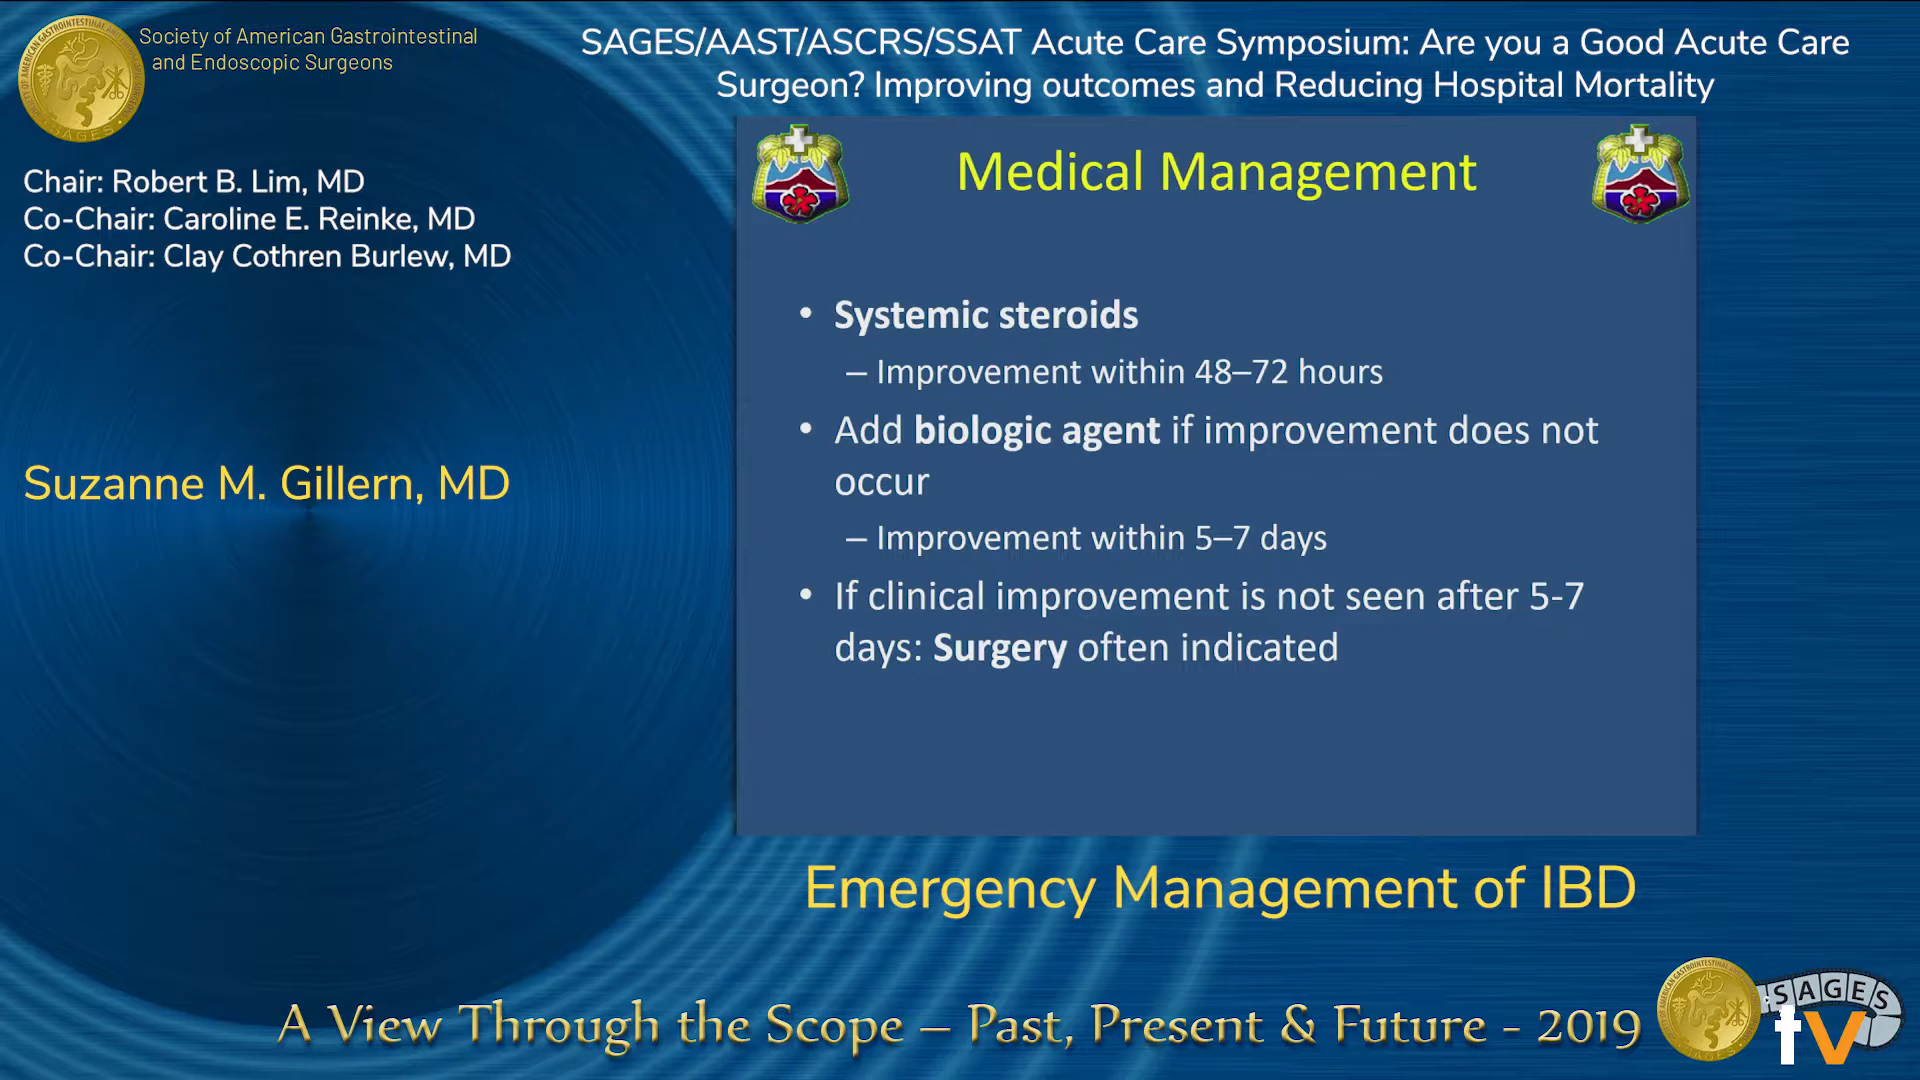 Society of American Gastrointestinal
and Endoscopic Surgeons
SAGES/AAST/ASCRS/SSAT Acute Care Symposium: Are you a Good Acute Care
Surgeon? Improving outcomes and Reducing Hospital Mortality
Chair: Robert B. Lim, MD
Co-Chair: Caroline E. Reinke, MD
Co-Chair: Clay Cothren Burlew, MD
Suzanne M. Gillern, MD
Medical Management
• Systemic steroids
– Improvement within 48–72 hours
• Add biologic agent if improvement does not
occur
– Improvement within 5–7 days
• If clinical improvement is not seen after 5-7
days: Surgery often indicated
Emergency Management of IBD
A View Through the Scope – Past, Present & Future - 2019
SAGES
tv